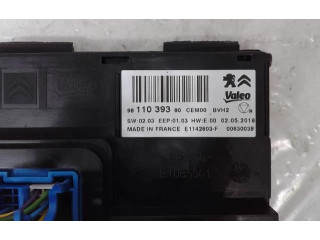 Valeo
98 110 393 80 CEM00 BVH2
SW:02.03 EEP:01.03 HW:E.00 02.05.2016
MADE IN FRANCE E1142603-F 00630038